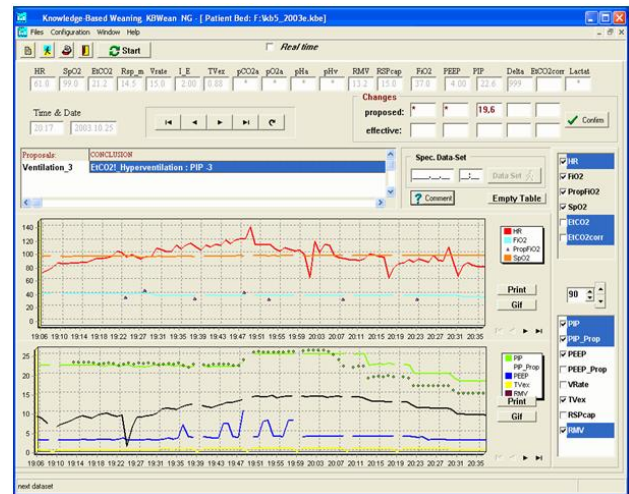 Knowledge-Based Weaning KBWean NG - [ Patient Bed: F:\kb5_2003e.kbe]
Files Configuration Window Help
Start
Real time
HR SpO2 EtCO2 Rsp_m Vrate I_E TVex pCO2a pO2a pHa pHv RMV RSPcap FiO2 PEEP PIP Delta EtCO2corr Lactat
61.0 99.0 21.2 14.5 15.0 2.00 0.88 * * * * 13.2 15.0 37.0 4.00 22.6 999 *
Changes
Time & Date
proposed: * * 19,6
20:17 2003.10.25
effective:
Confirm
Proposals: CONCLUSION
Ventilation_3 EtCO2!_Hyperventilation : PIP -3
Spec. Data-Set
Data Set
? Comment
Empty Table
HR
FiO2
PropFiO2
SpO2
EtCO2
EtCO2corr
140
120
100
80
60
40
20
0
HR
FiO2
PropFiO2
SpO2
Print
Gif
90
19:06 19:10 19:14 19:18 19:22 19:27 19:31 19:35 19:39 19:43 19:47 19:51 19:55 19:59 20:03 20:07 20:11 20:15 20:19 20:23 20:27 20:31 20:35
25
20
15
10
5
0
PIP
PIP_Prop
PEEP
TVex
RMV
Print
Gif
PIP
PIP_Prop
PEEP
PEEP_Prop
VRate
TVex
RSPcap
RMV
19:06 19:10 19:14 19:18 19:22 19:27 19:31 19:35 19:39 19:43 19:47 19:51 19:55 19:59 20:03 20:07 20:11 20:15 20:19 20:23 20:27 20:31 20:35
next dataset